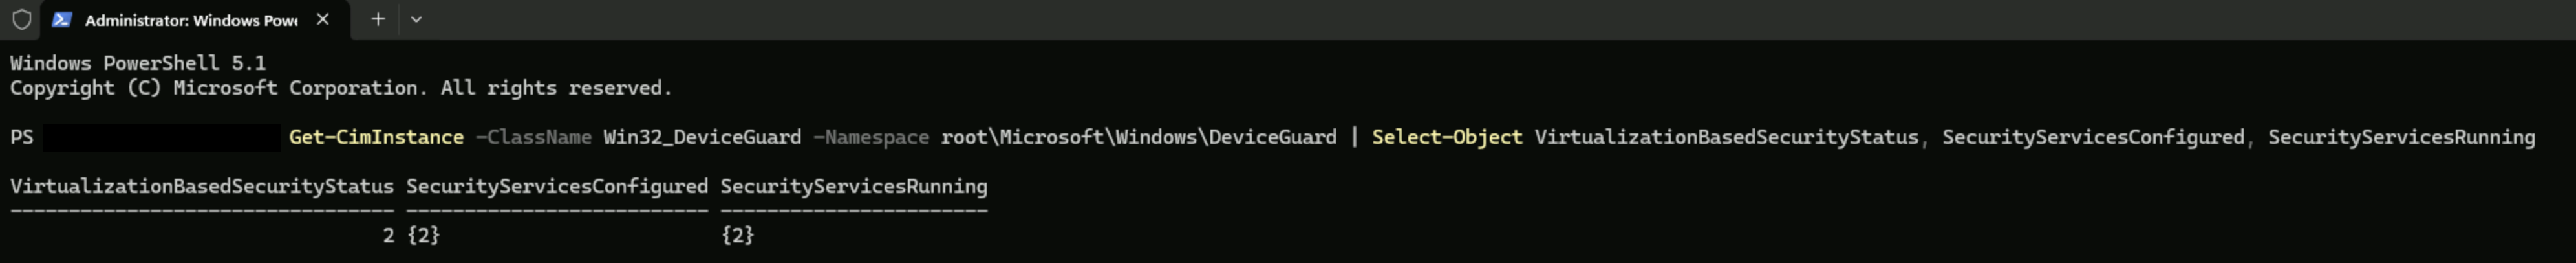 Administrator: Windows Powe
Windows PowerShell 5.1
Copyright (C) Microsoft Corporation. All rights reserved.
PS Get-CimInstance -ClassName Win32_DeviceGuard -Namespace root\Microsoft\Windows\DeviceGuard | Select-Object VirtualizationBasedSecurityStatus, SecurityServicesConfigured, SecurityServicesRunning
VirtualizationBasedSecurityStatus SecurityServicesConfigured SecurityServicesRunning
--------------------------------- -------------------------- -----------------------
2 {2} {2}